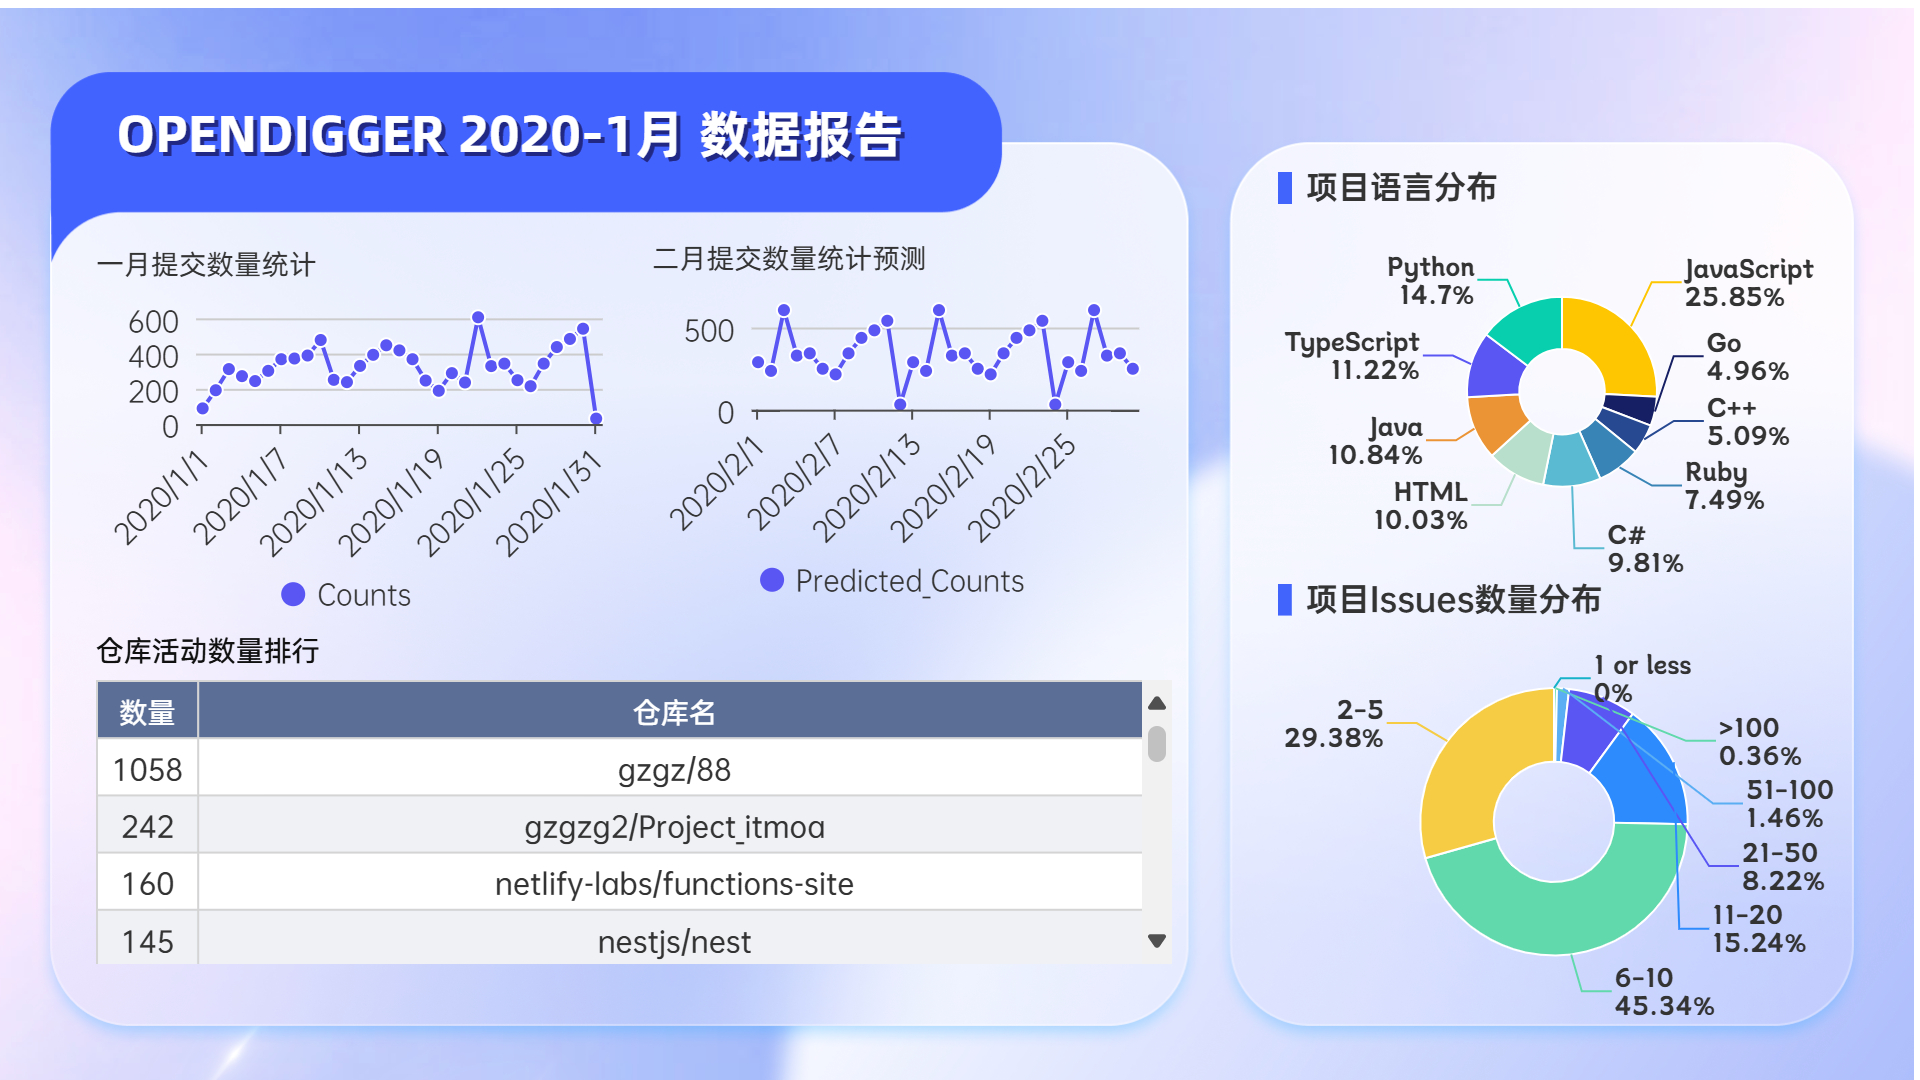 OPENDIGGER 2020-1月 数据报告
一月提交数量统计
600
400
200
0
2020/1/1
2020/1/7
2020/1/13
2020/1/19
2020/1/25
2020/1/31
Counts
二月提交数量统计预测
500
0
2020/2/1
2020/2/7
2020/2/13
2020/2/19
2020/2/25
Predicted_Counts
仓库活动数量排行
数量 仓库名
1058 gzgz/88
242 gzgzg2/Project_itmoa
160 netlify-labs/functions-site
145 nestjs/nest
项目语言分布
Python
14.7%
JavaScript
25.85%
TypeScript
11.22%
Go
4.96%
Java
10.84%
C++
5.09%
HTML
10.03%
Ruby
7.49%
C#
9.81%
项目Issues数量分布
1 or less
0%
2-5
29.38%
>100
0.36%
51-100
1.46%
21-50
8.22%
11-20
15.24%
6-10
45.34%